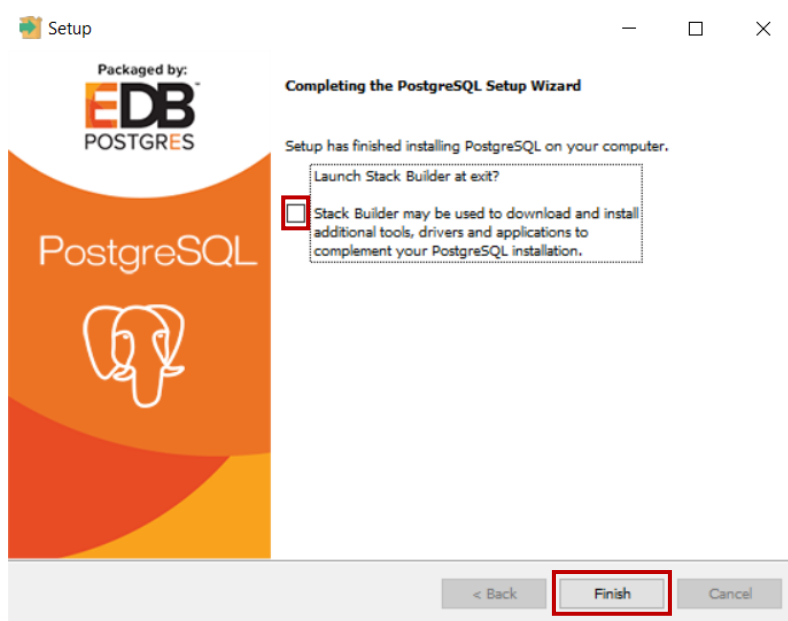 Setup
Packaged by:
EDB
POSTGRES
PostgreSQL
Completing the PostgreSQL Setup Wizard
Setup has finished installing PostgreSQL on your computer.
Launch Stack Builder at exit?
Stack Builder may be used to download and install
additional tools, drivers and applications to
complement your PostgreSQL installation.
< Back
Finish
Cancel